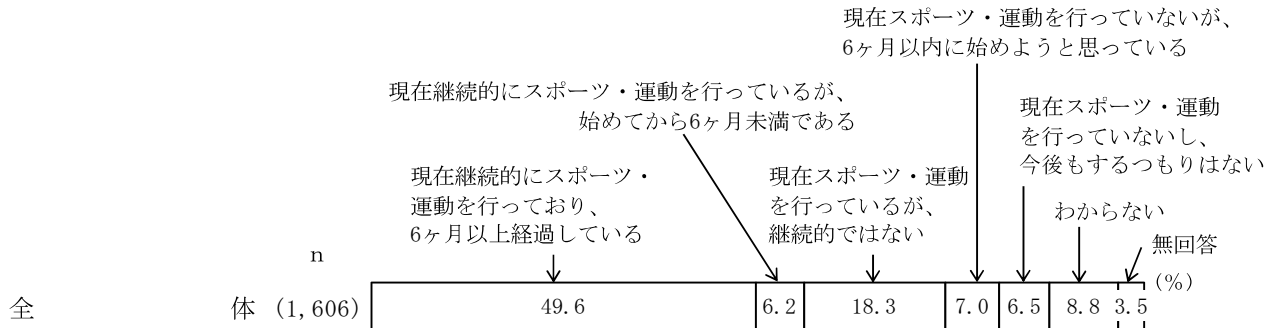 現在スポーツ・運動を行っていないが、
6ヶ月以内に始めようと思っている
現在継続的にスポーツ・運動を行っているが、
始めてから6ヶ月未満である
現在スポーツ・運動
を行っていないし、
今後もするつもりはない
現在継続的にスポーツ・
運動を行っており、
6ヶ月以上経過している
現在スポーツ・運動
を行っているが、
継続的ではない
わからない
無回答
n
(%)
全 体 (1,606) 49.6 6.2 18.3 7.0 6.5 8.8 3.5